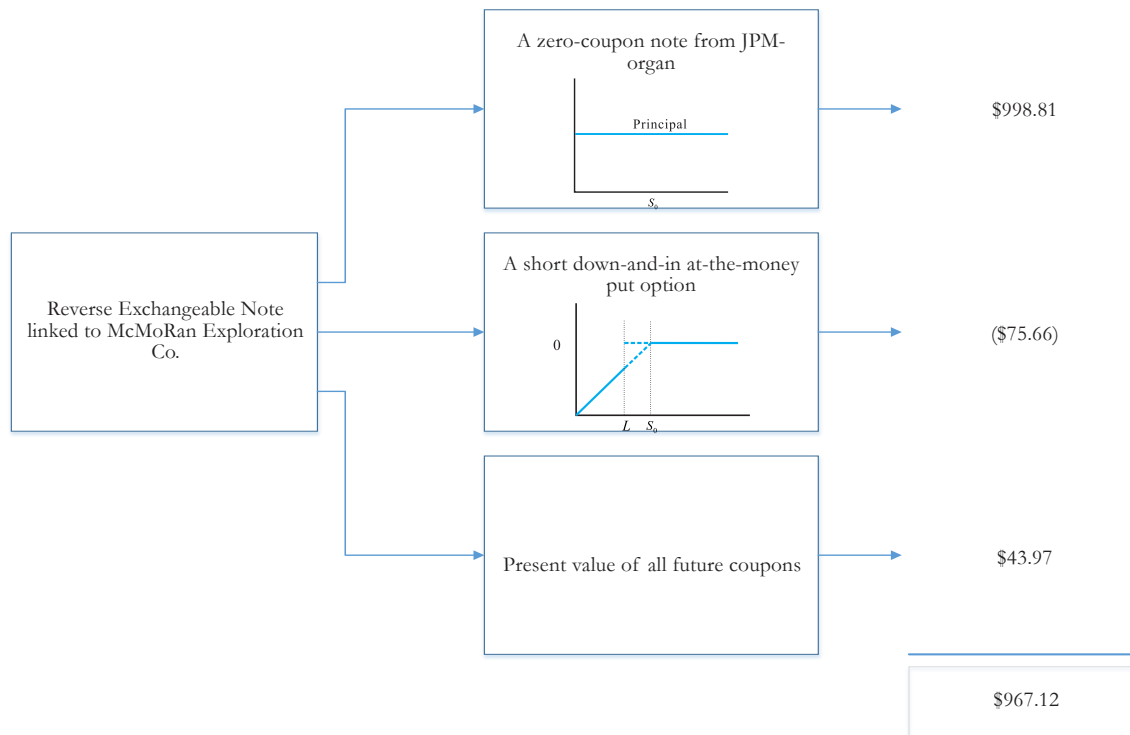 A zero-coupon note from JPM-
organ
Principal
S₀
$998.81
Reverse Exchangeable Note
linked to McMoRan Exploration
Co.
A short down-and-in at-the-money
put option
0
L S₀
($75.66)
Present value of all future coupons
$43.97
$967.12